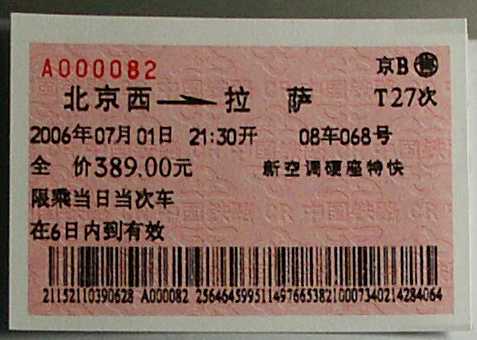 A000082 京B 售
北京西 拉萨 T27次
2006年07月01日 21:30开 08车068号
全 价389.00元 新空调硬座特快
限乘当日当次车
在6日内到有效
21152110390628 A000082 2564645995114976653821000734021428​4064